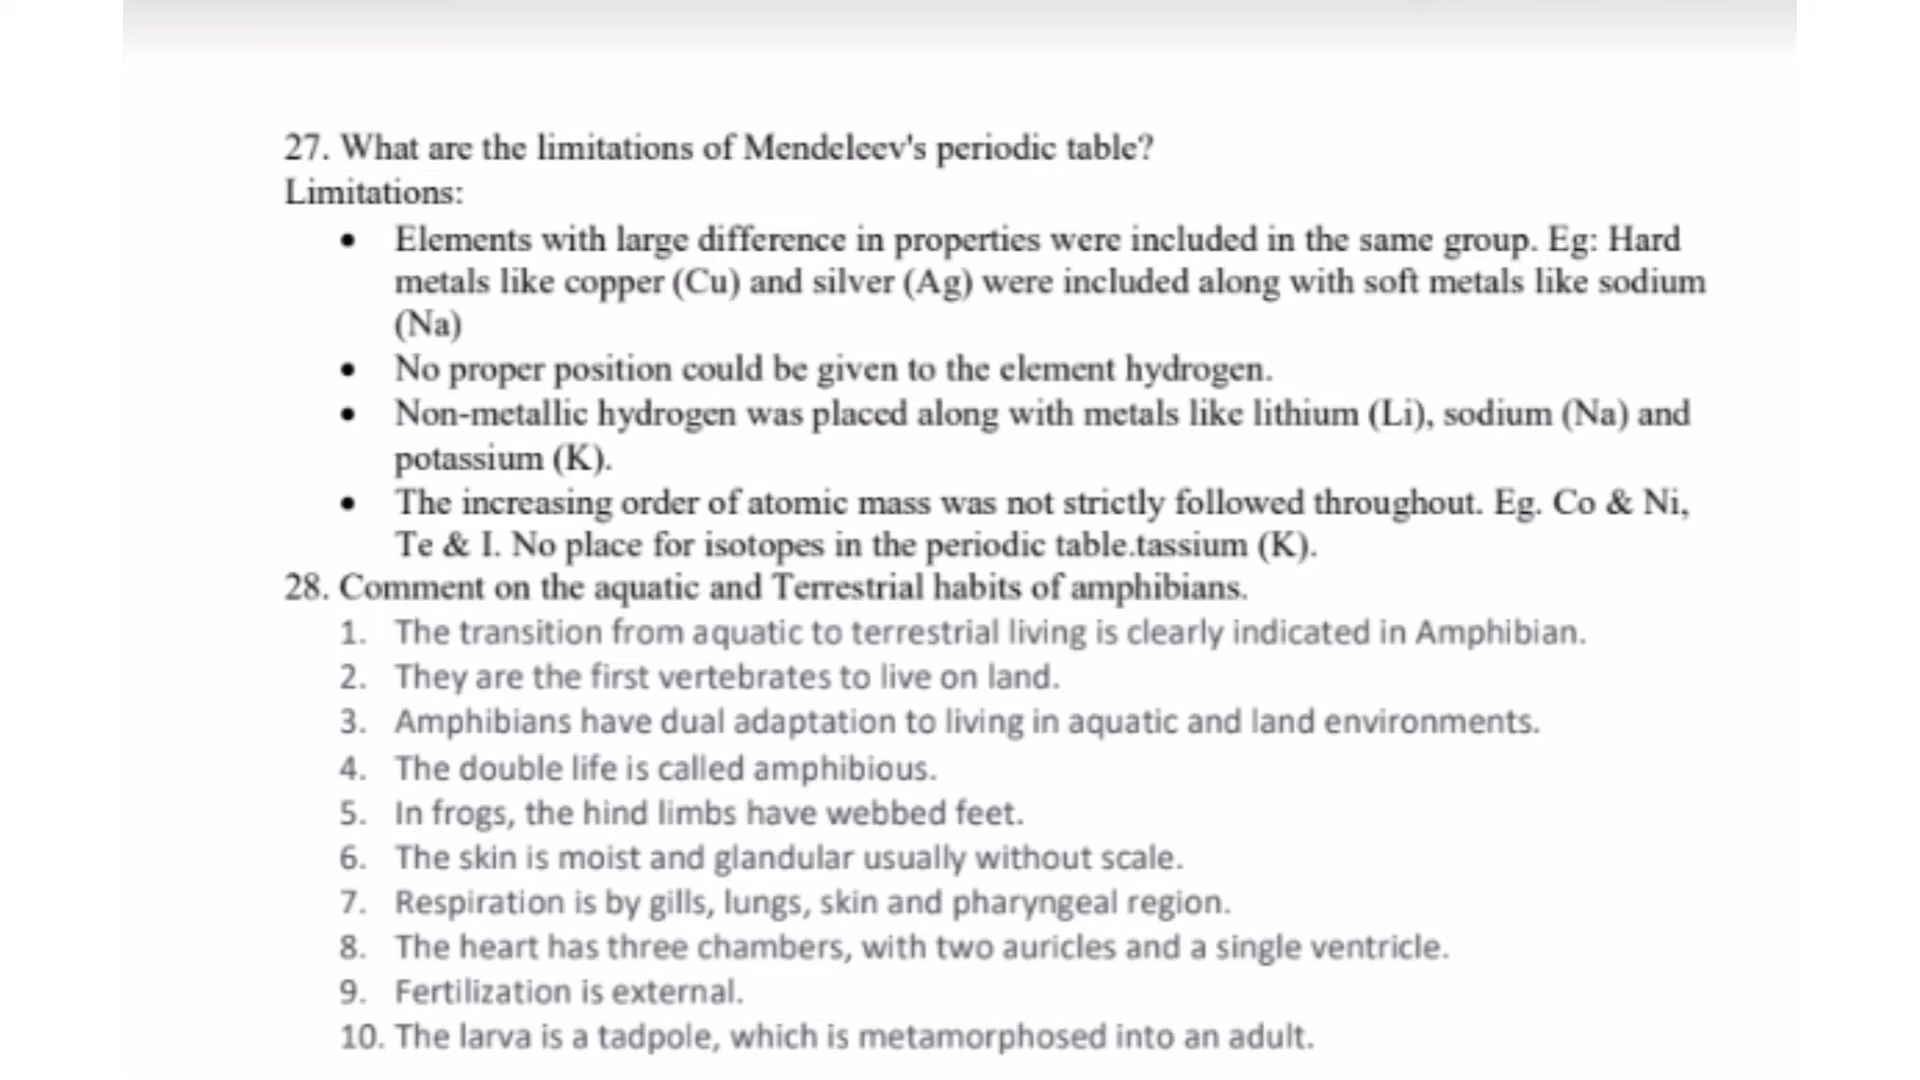 27. What are the limitations of Mendeleev's periodic table?
Limitations:
• Elements with large difference in properties were included in the same group. Eg: Hard
metals like copper (Cu) and silver (Ag) were included along with soft metals like sodium
(Na)
• No proper position could be given to the element hydrogen.
• Non-metallic hydrogen was placed along with metals like lithium (Li), sodium (Na) and
potassium (K).
• The increasing order of atomic mass was not strictly followed throughout. Eg. Co & Ni,
Te & I. No place for isotopes in the periodic table.tassium (K).
28. Comment on the aquatic and Terrestrial habits of amphibians.
1. The transition from aquatic to terrestrial living is clearly indicated in Amphibian.
2. They are the first vertebrates to live on land.
3. Amphibians have dual adaptation to living in aquatic and land environments.
4. The double life is called amphibious.
5. In frogs, the hind limbs have webbed feet.
6. The skin is moist and glandular usually without scale.
7. Respiration is by gills, lungs, skin and pharyngeal region.
8. The heart has three chambers, with two auricles and a single ventricle.
9. Fertilization is external.
10. The larva is a tadpole, which is metamorphosed into an adult.